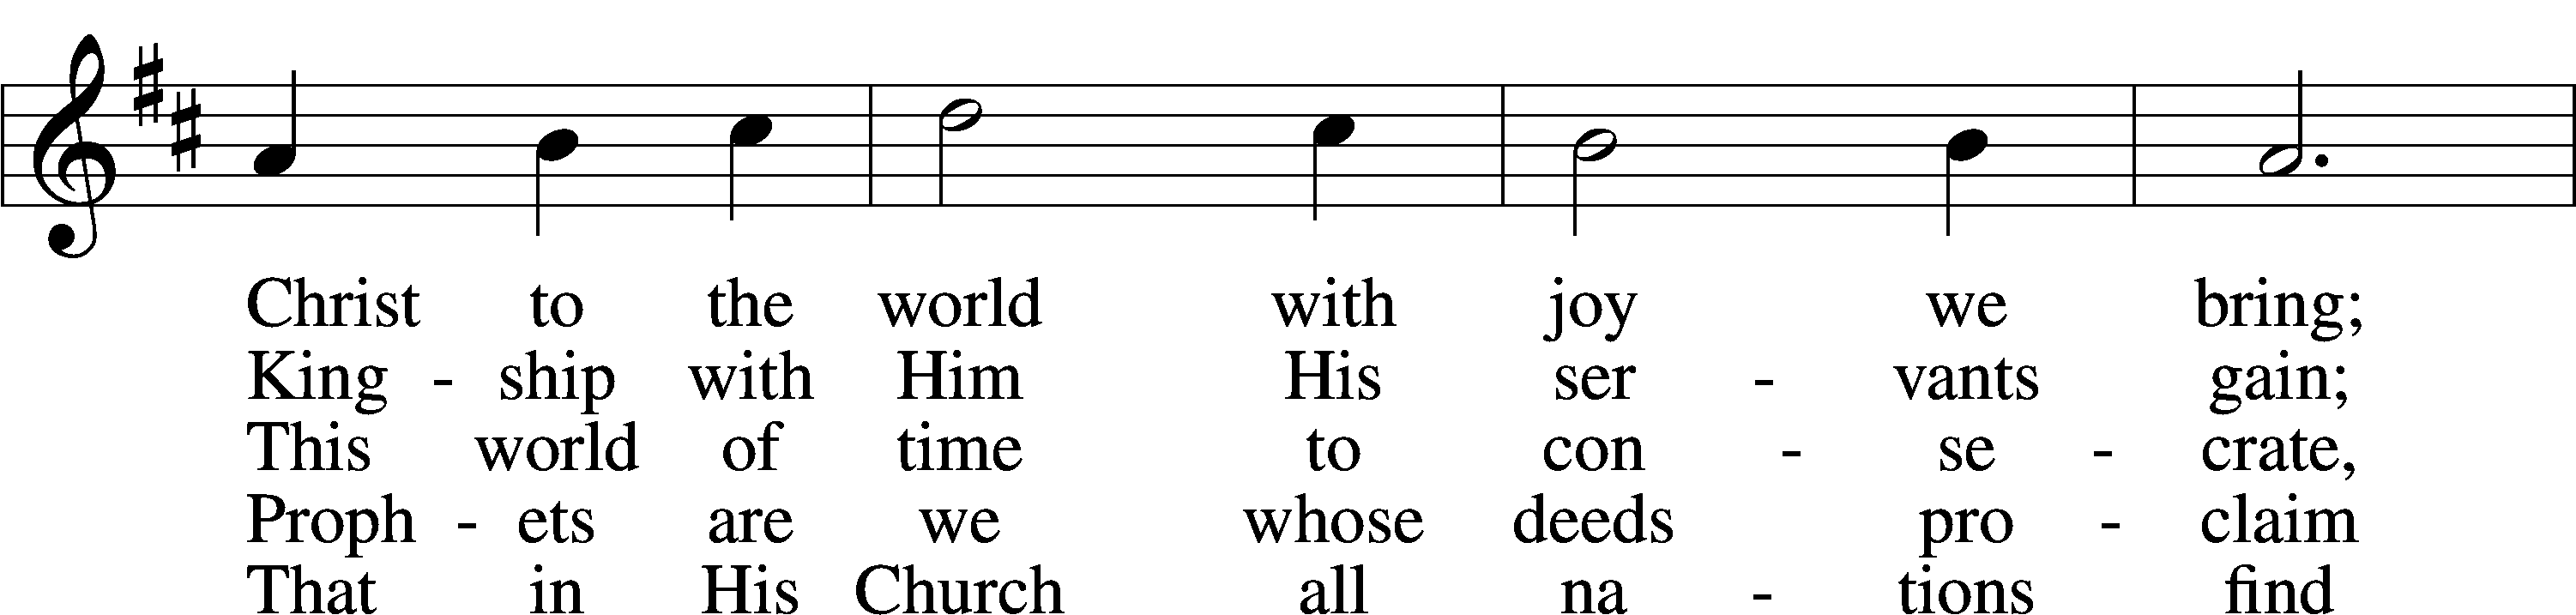 Christ to the world with joy we bring;
King - ship with Him His ser - vants gain;
This world of time to con - se - crate,
Proph - ets are we whose deeds pro - claim
That in His Church all na - tions find